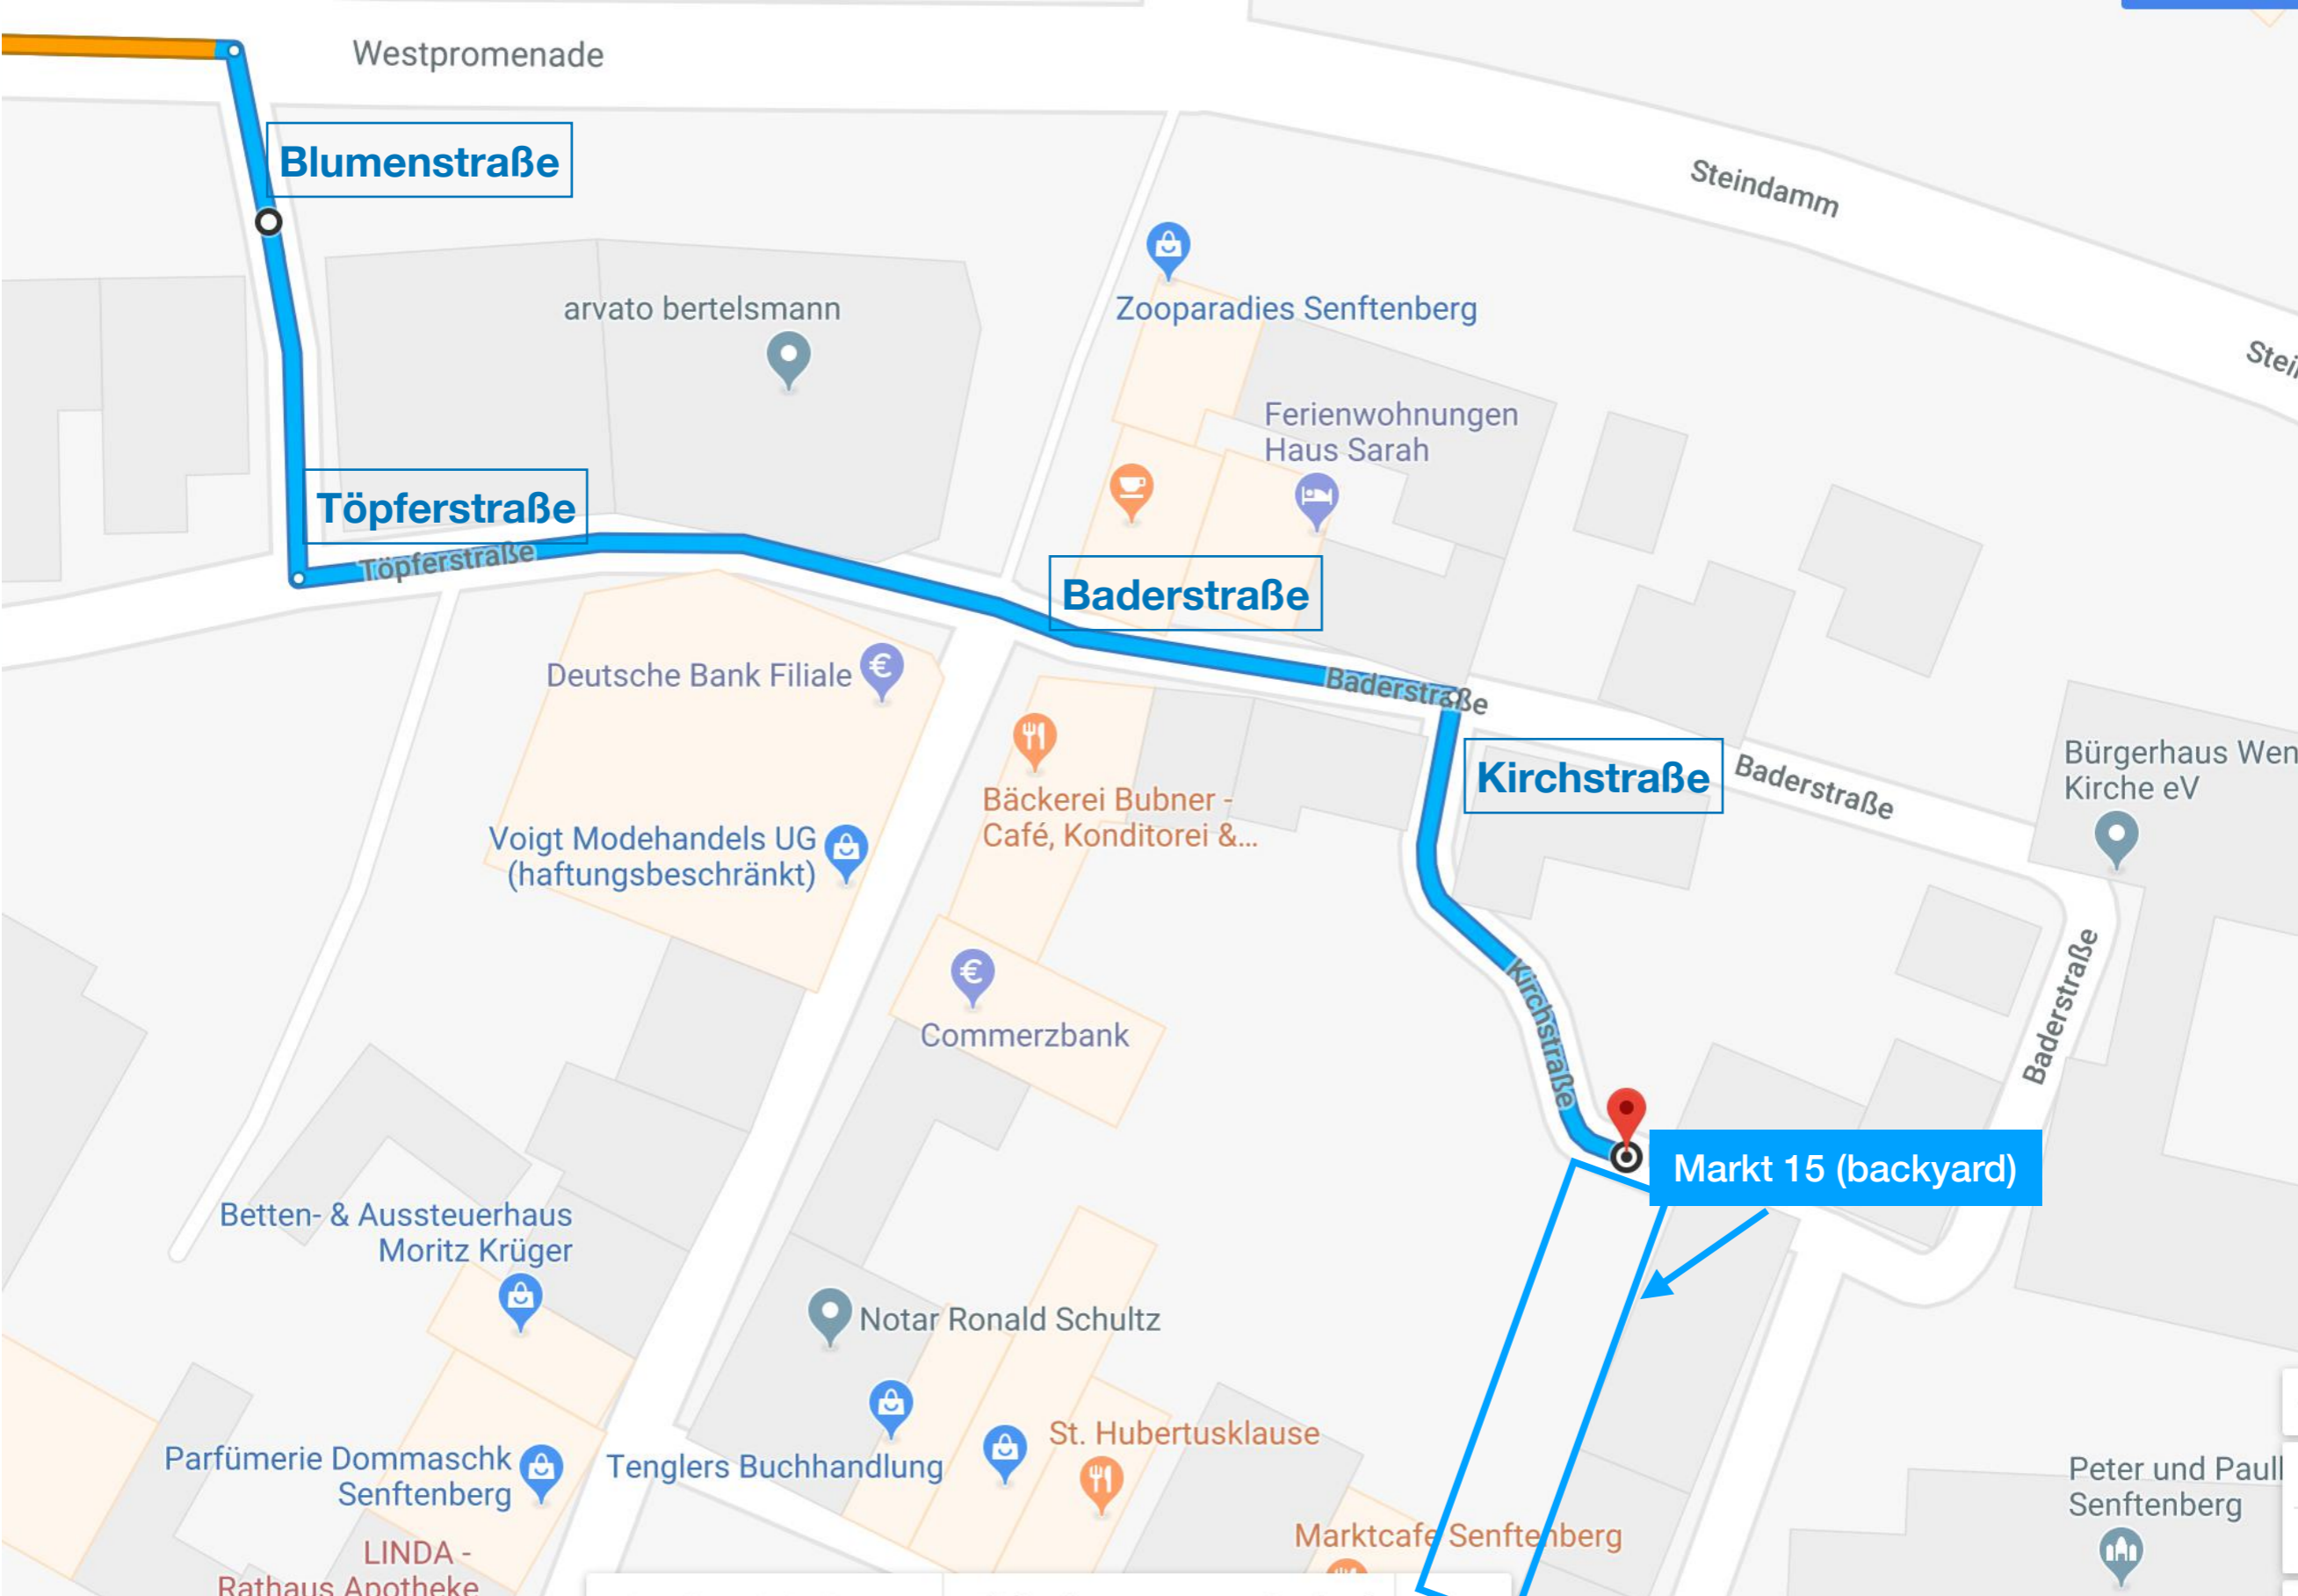 Westpromenade
Blumenstraße
Steindamm
arvato bertelsmann
Zooparadies Senftenberg
Ferienwohnungen
Haus Sarah
Töpferstraße
Töpferstraße
Baderstraße
Deutsche Bank Filiale
Baderstraße
Kirchstraße
Baderstraße
Bürgerhaus Wen
Kirche eV
Bäckerei Bubner -
Café, Konditorei &...
Voigt Modehandels UG
(haftungsbeschränkt)
Commerzbank
Kirchstraße
Baderstraße
Markt 15 (backyard)
Betten- & Aussteuerhaus
Moritz Krüger
Notar Ronald Schultz
St. Hubertusklause
Parfümerie Dommaschk
Senftenberg
Tenglers Buchhandlung
Peter und Paul
Senftenberg
Marktcafe Senftenberg
LINDA -
Rathaus Apotheke